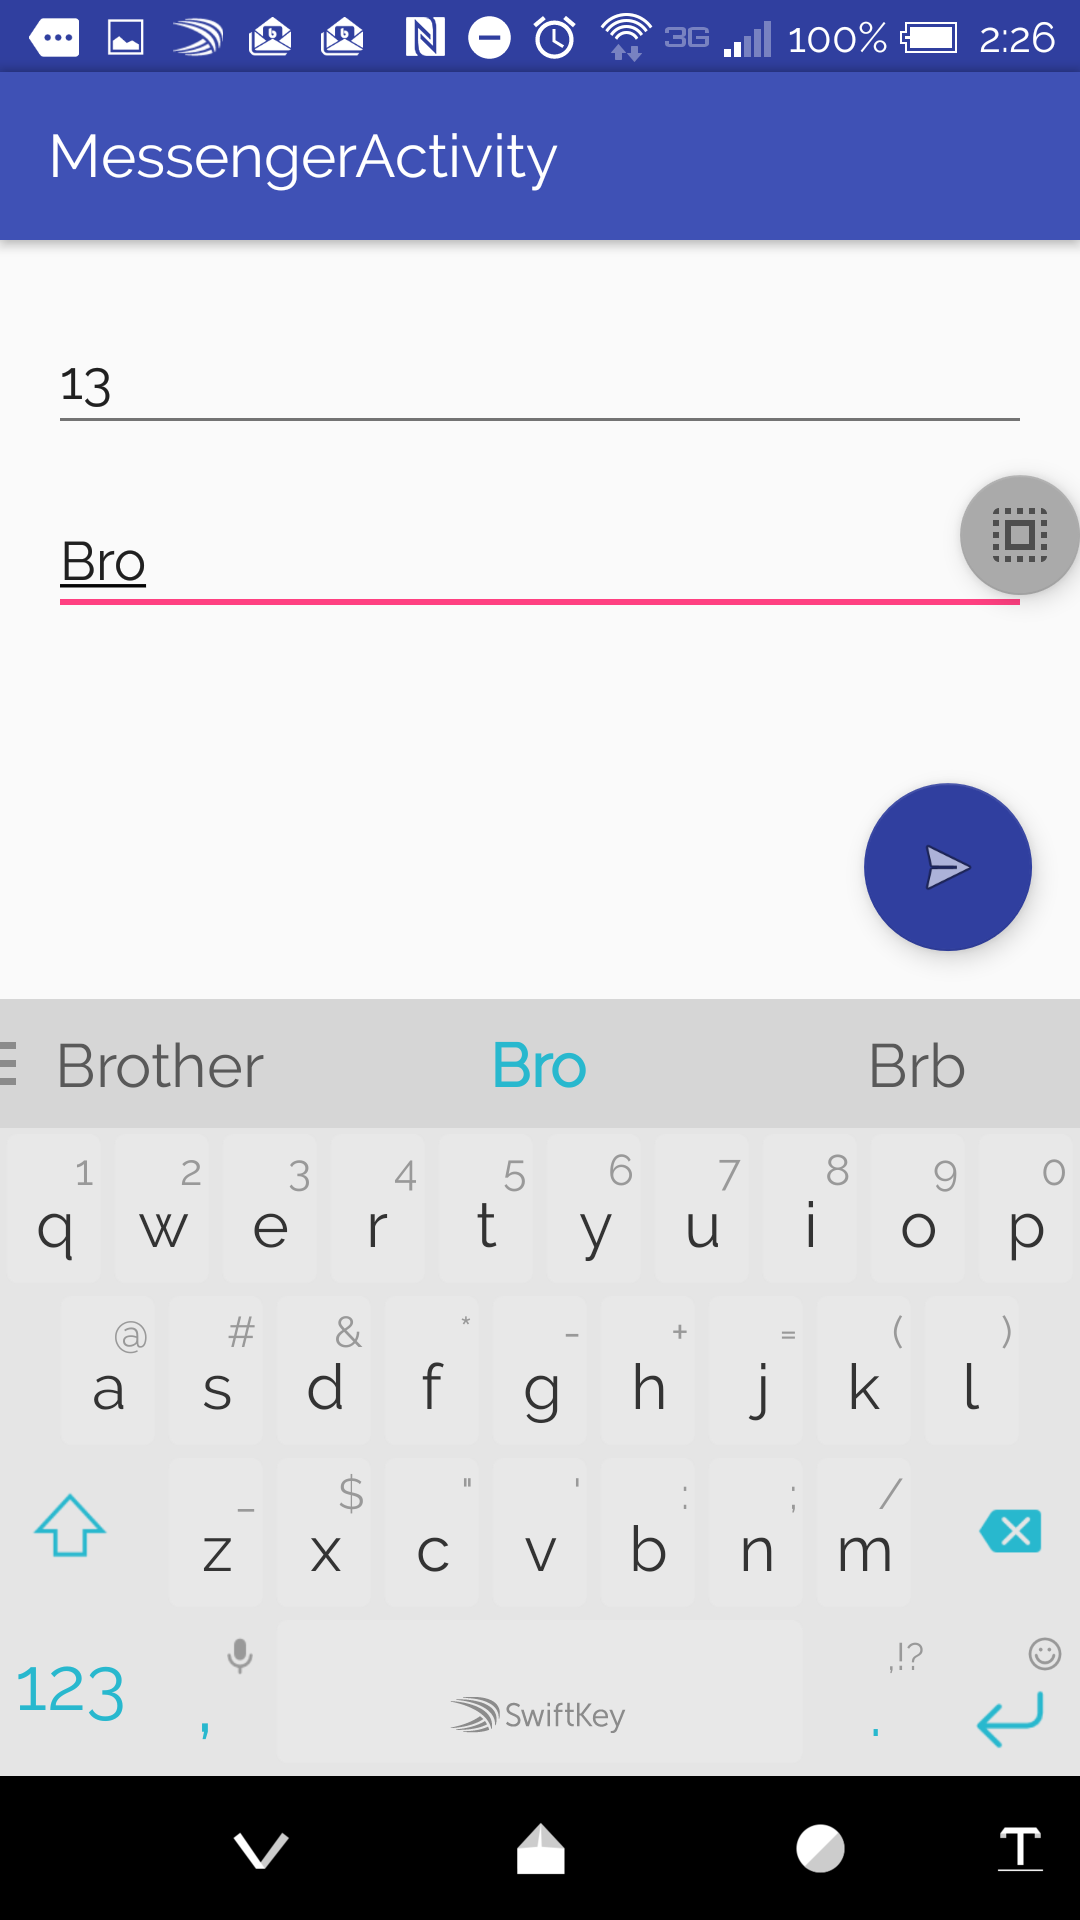 3G 100% 2:26
MessengerActivity
13
Bro
Brother Bro Brb
1 2 3 4 5 6 7 8 9 0
q w e r t y u i o p
@ # & * - + = ( )
a s d f g h j k l
_ $ " ' : ; /
z x c v b n m
,!?
123 , SwiftKey .
T